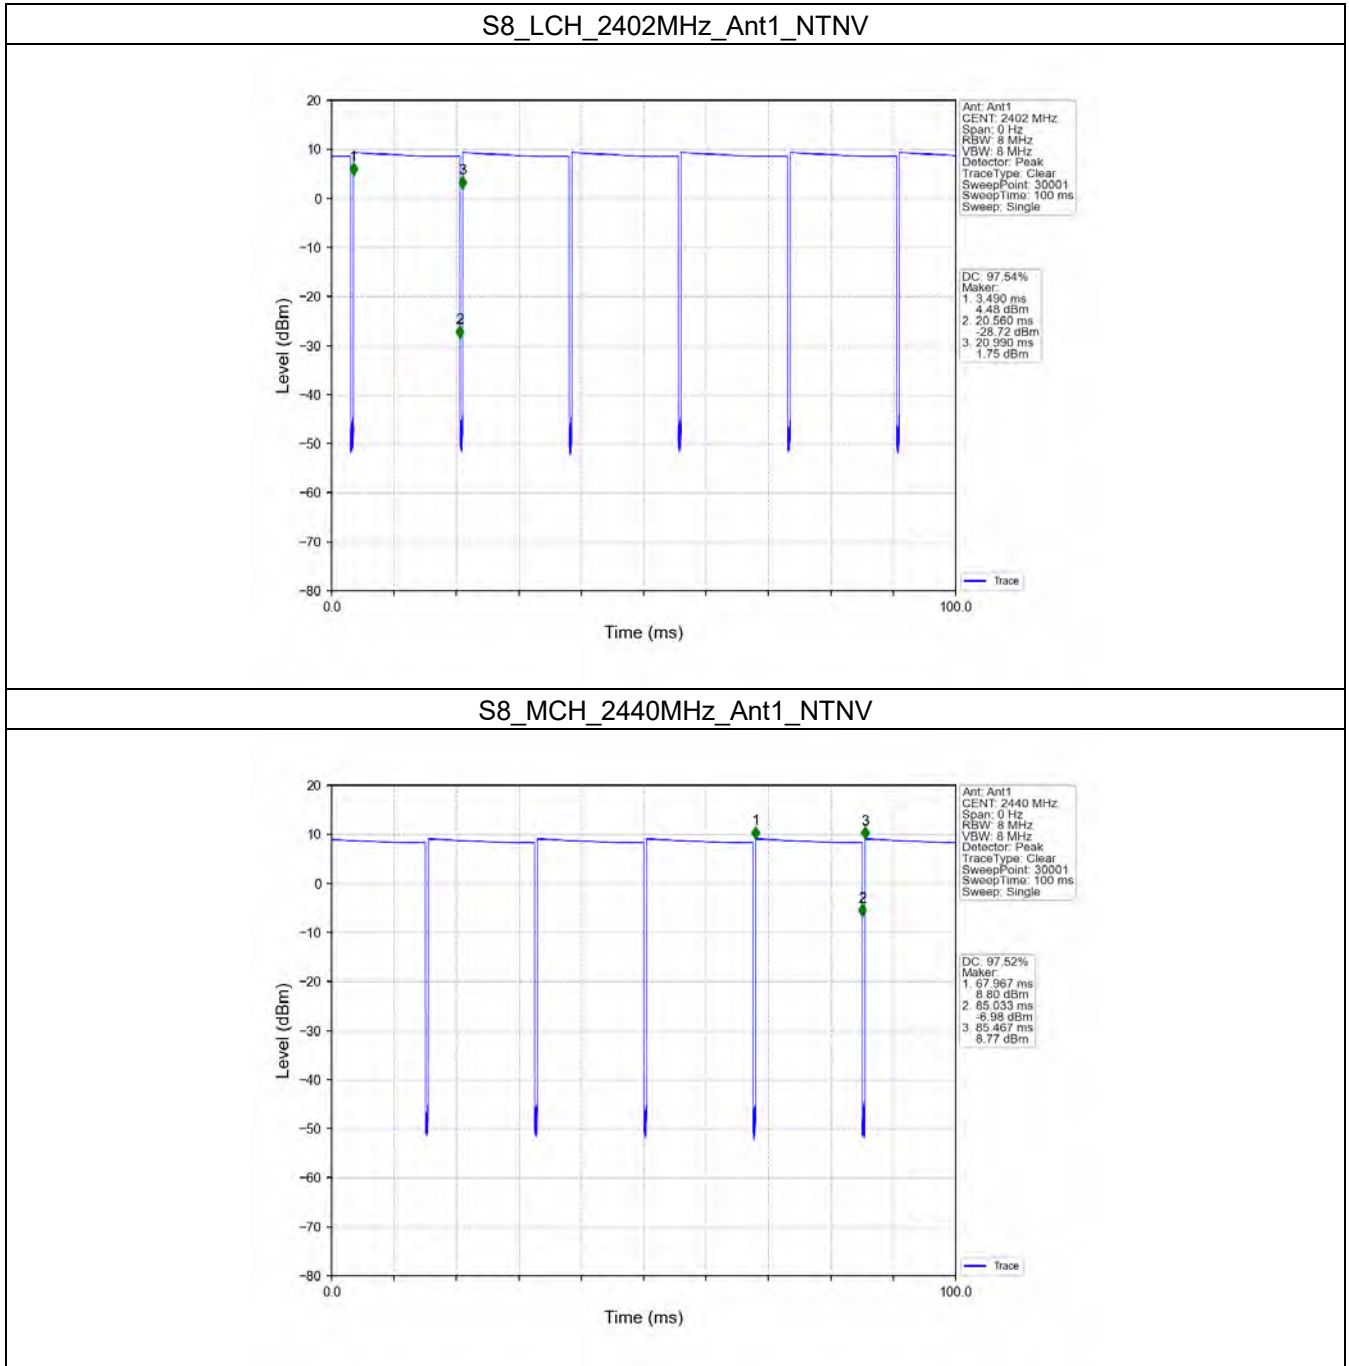 S8_LCH_2402MHz_Ant1_NTNV
20
10
0
−10
−20
−30
−40
−50
−60
−70
−80
Level (dBm)
1
3
2
0.0
100.0
Time (ms)
Ant: Ant1
CENT: 2402 MHz
Span: 0 Hz
RBW: 8 MHz
VBW: 8 MHz
Detector: Peak
TraceType: Clear
SweepPoint: 30001
SweepTime: 100 ms
Sweep: Single
DC: 97.54%
Maker:
1. 3.490 ms
4.48 dBm
2. 20.560 ms
-28.72 dBm
3. 20.990 ms
1.75 dBm
Trace
S8_MCH_2440MHz_Ant1_NTNV
20
10
0
−10
−20
−30
−40
−50
−60
−70
−80
Level (dBm)
1
3
2
0.0
100.0
Time (ms)
Ant: Ant1
CENT: 2440 MHz
Span: 0 Hz
RBW: 8 MHz
VBW: 8 MHz
Detector: Peak
TraceType: Clear
SweepPoint: 30001
SweepTime: 100 ms
Sweep: Single
DC: 97.52%
Maker:
1. 67.967 ms
8.80 dBm
2. 85.033 ms
-6.98 dBm
3. 85.467 ms
8.77 dBm
Trace